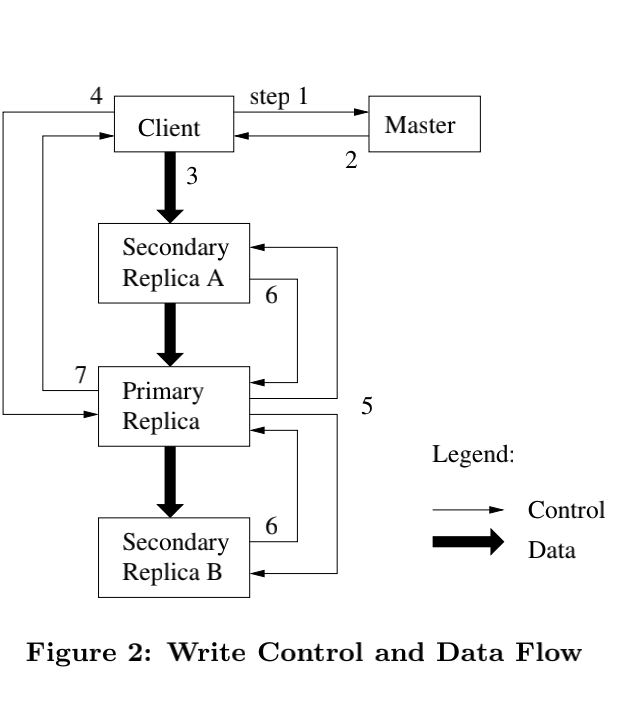 4
step 1
Client
Master
2
3
Secondary
Replica A
6
7
Primary
Replica
5
Legend:
Control
Data
6
Secondary
Replica B
Figure 2: Write Control and Data Flow